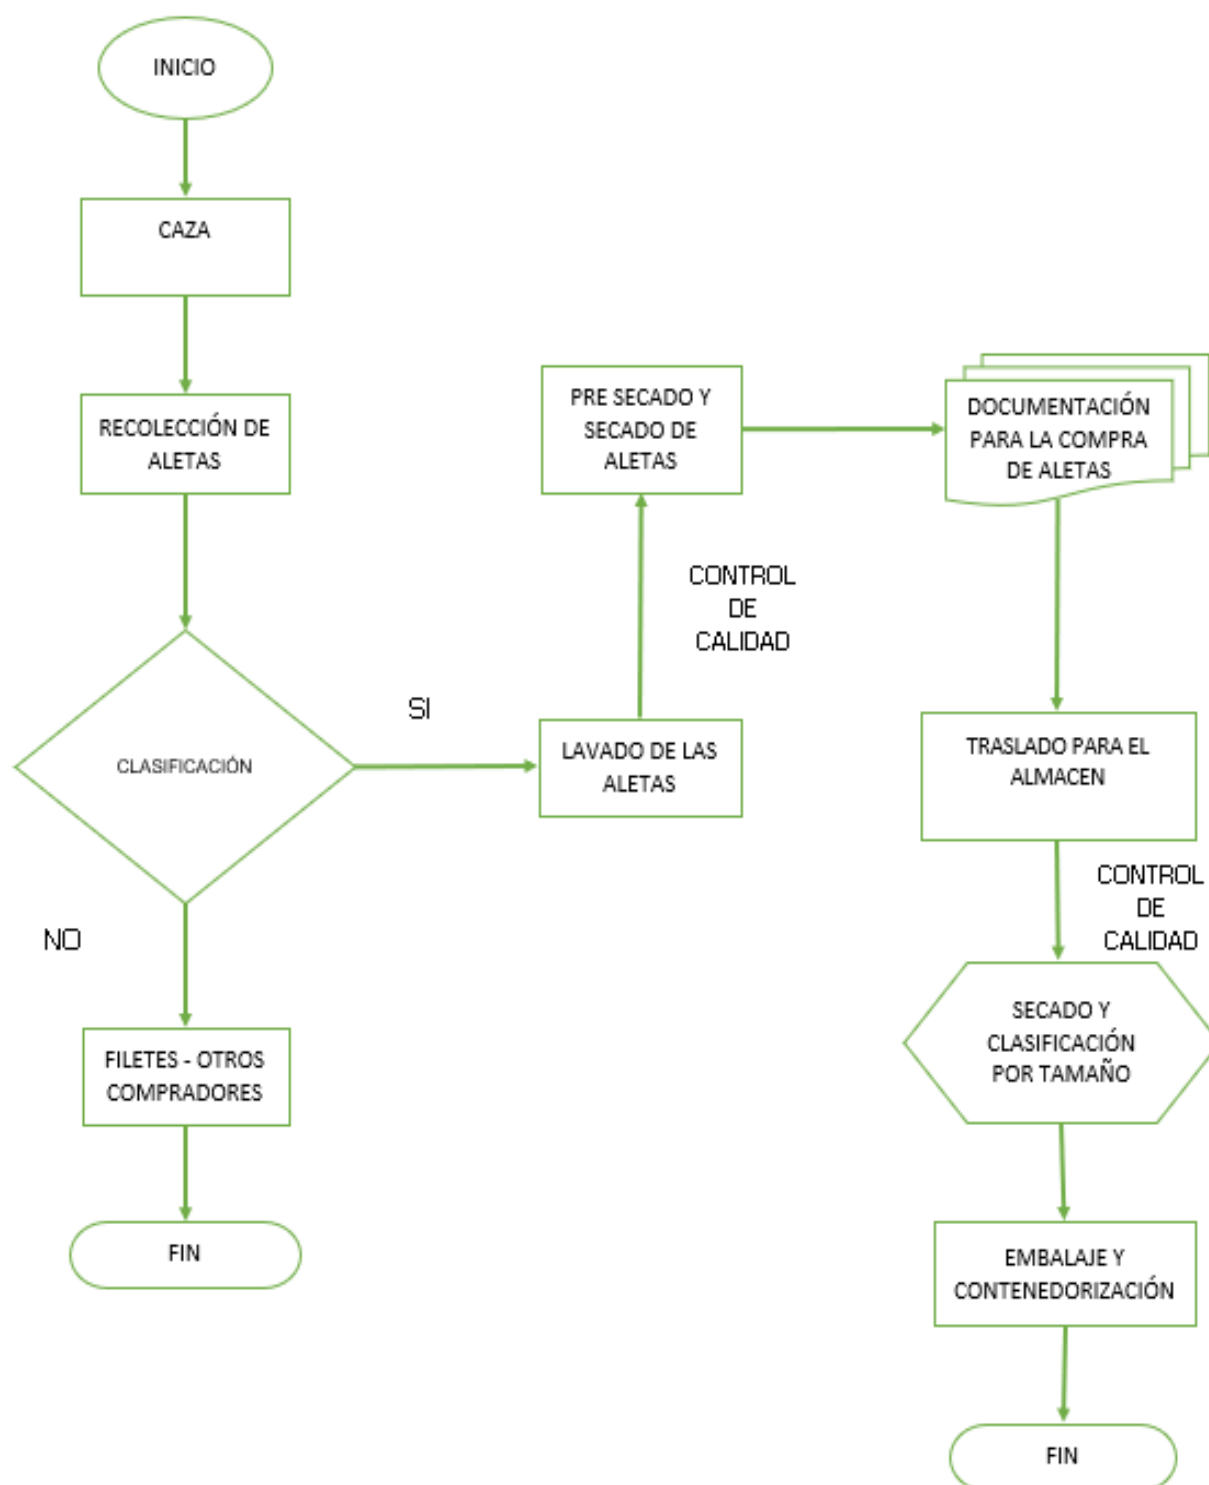 INICIO
CAZA
RECOLECCIÓN DE
ALETAS
CLASIFICACIÓN
NO
FILETES - OTROS
COMPRADORES
FIN
SI
LAVADO DE LAS
ALETAS
CONTROL
DE
CALIDAD
PRE SECADO Y
SECADO DE
ALETAS
DOCUMENTACIÓN
PARA LA COMPRA
DE ALETAS
TRASLADO PARA EL
ALMACEN
CONTROL
DE
CALIDAD
SECADO Y
CLASIFICACIÓN
POR TAMAÑO
EMBALAJE Y
CONTENEDORIZACIÓN
FIN